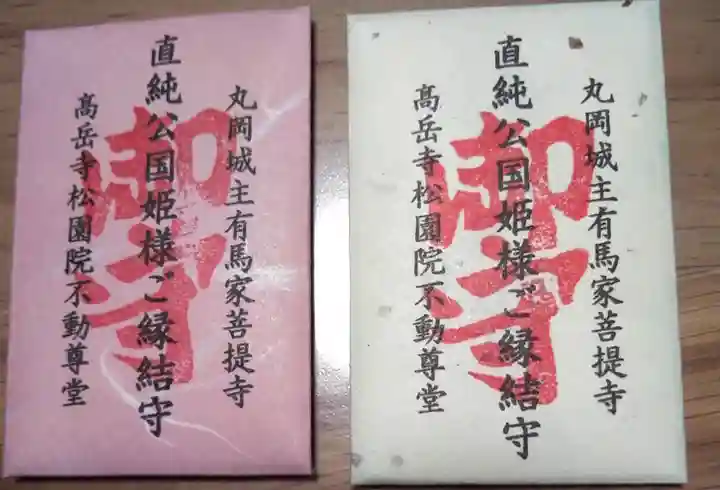 丸岡城主有馬家菩提寺
直純公国姫様ご縁結守
髙岳寺松園院不動尊堂
御守
丸岡城主有馬家菩提寺
直純公国姫様ご縁結守
髙岳寺松園院不動尊堂
御守